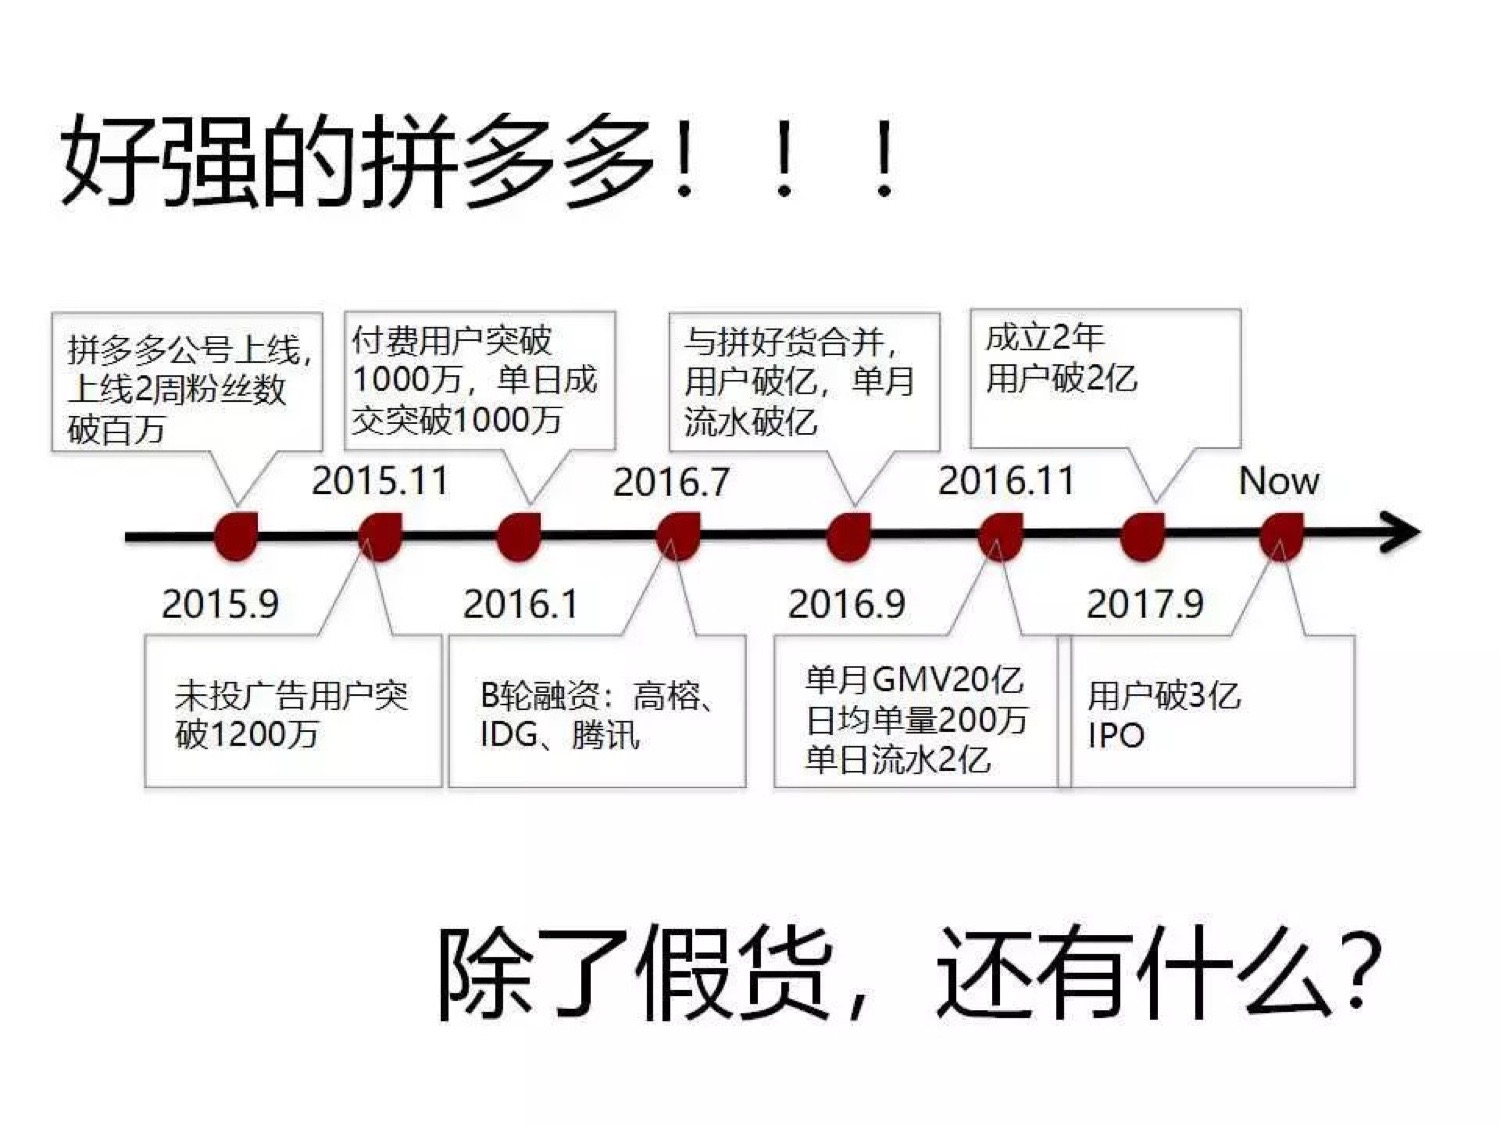 好强的拼多多！！！
拼多多公号上线，
上线2周粉丝数
破百万
付费用户突破
1000万，单日成
交突破1000万
与拼好货合并，
用户破亿，单月
流水破亿
成立2年
用户破2亿
2015.11
2016.7
2016.11
Now
2015.9
2016.1
2016.9
2017.9
未投广告用户突
破1200万
B轮融资：高榕、
IDG、腾讯
单月GMV20亿
日均单量200万
单日流水2亿
用户破3亿
IPO
除了假货，还有什么？